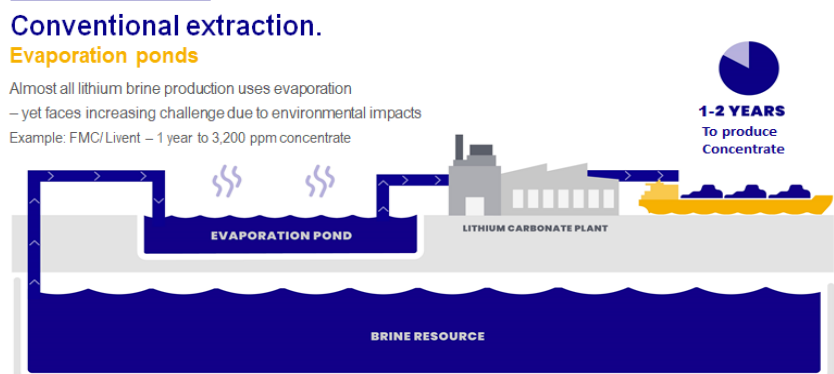 Conventional extraction.
Evaporation ponds
Almost all lithium brine production uses evaporation
– yet faces increasing challenge due to environmental impacts
Example: FMC/ Livent – 1 year to 3,200 ppm concentrate
1-2 YEARS
To produce
Concentrate
EVAPORATION POND
LITHIUM CARBONATE PLANT
BRINE RESOURCE